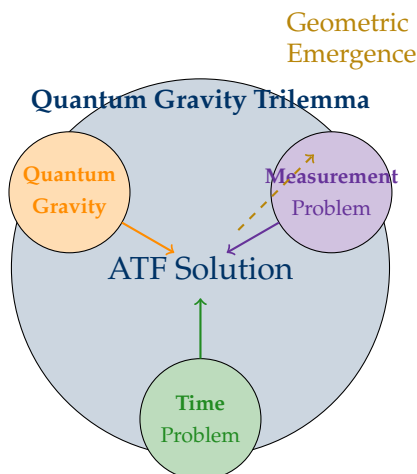 Geometric
Emergence
Quantum Gravity Trilemma
Quantum
Gravity
Measurement
Problem
ATF Solution
Time
Problem